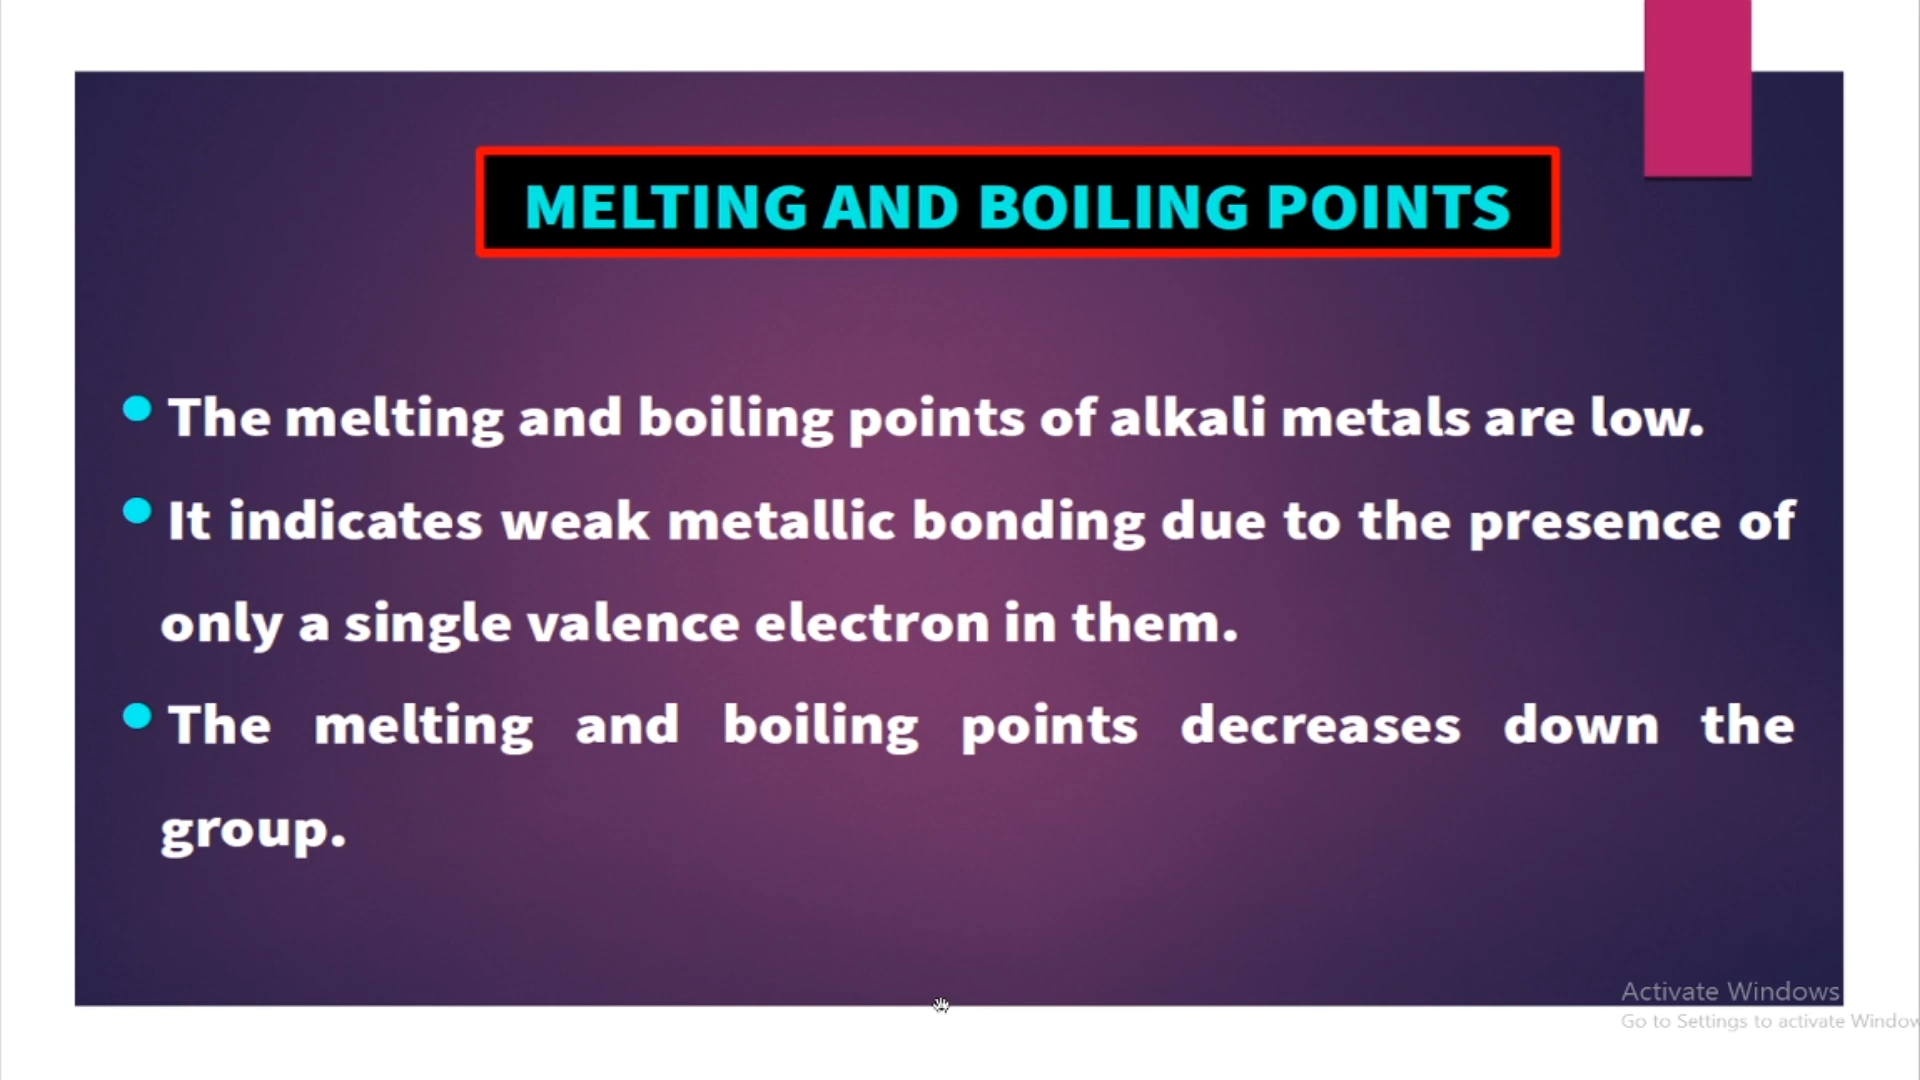 MELTING AND BOILING POINTS
The melting and boiling points of alkali metals are low.
It indicates weak metallic bonding due to the presence of
only a single valence electron in them.
The melting and boiling points decreases down the
group.
Activate Windows
Go to Settings to activate Window